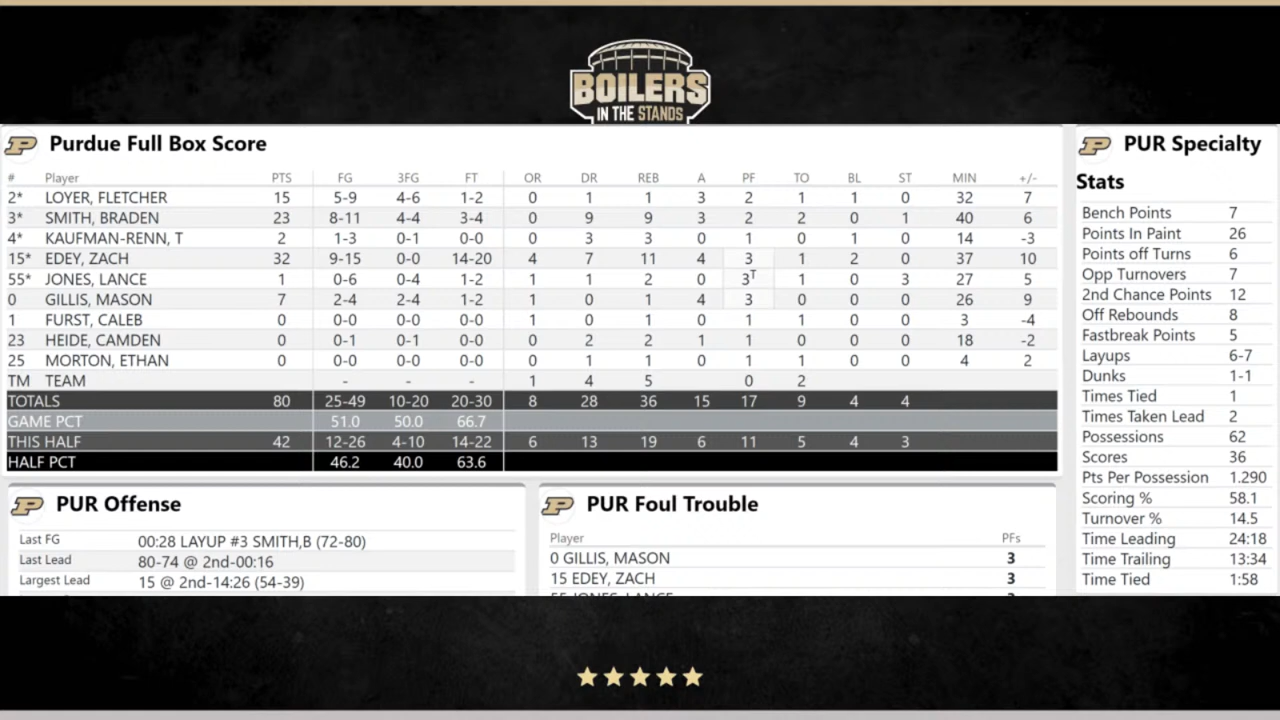 BOILERS
IN THE STANDS
Purdue Full Box Score
# Player PTS FG 3FG FT OR DR REB A PF TO BL ST MIN +/-
2* LOYER, FLETCHER 15 5-9 4-6 1-2 0 1 1 3 2 1 1 0 32 7
3* SMITH, BRADEN 23 8-11 4-4 3-4 0 9 9 3 2 2 0 1 40 6
4* KAUFMAN-RENN, T 2 1-3 0-1 0-0 0 3 3 0 1 0 1 0 14 -3
15* EDEY, ZACH 32 9-15 0-0 14-20 4 7 11 4 3 1 2 0 37 10
55* JONES, LANCE 1 0-6 0-4 1-2 1 1 2 0 3T 1 0 3 27 5
0 GILLIS, MASON 7 2-4 2-4 1-2 1 0 1 4 3 0 0 0 26 9
1 FURST, CALEB 0 0-0 0-0 0-0 1 0 1 0 1 1 0 0 3 -4
23 HEIDE, CAMDEN 0 0-1 0-1 0-0 0 2 2 1 1 0 0 0 18 -2
25 MORTON, ETHAN 0 0-0 0-0 0-0 0 1 1 0 1 1 0 0 4 2
TM TEAM - - - 1 4 5 0 2
TOTALS 80 25-49 10-20 20-30 8 28 36 15 17 9 4 4
GAME PCT 51.0 50.0 66.7
THIS HALF 42 12-26 4-10 14-22 6 13 19 6 11 5 4 3
HALF PCT 46.2 40.0 63.6
PUR Specialty
Stats
Bench Points 7
Points In Paint 26
Points off Turns 6
Opp Turnovers 7
2nd Chance Points 12
Off Rebounds 8
Fastbreak Points 5
Layups 6-7
Dunks 1-1
Times Tied 1
Times Taken Lead 2
Possessions 62
Scores 36
Pts Per Possession 1.290
Scoring % 58.1
Turnover % 14.5
Time Leading 24:18
Time Trailing 13:34
Time Tied 1:58
PUR Offense
Last FG 00:28 LAYUP #3 SMITH,B (72-80)
Last Lead 80-74 @ 2nd-00:16
Largest Lead 15 @ 2nd-14:26 (54-39)
PUR Foul Trouble
Player PFs
0 GILLIS, MASON 3
15 EDEY, ZACH 3
55 JONES, LANCE 3